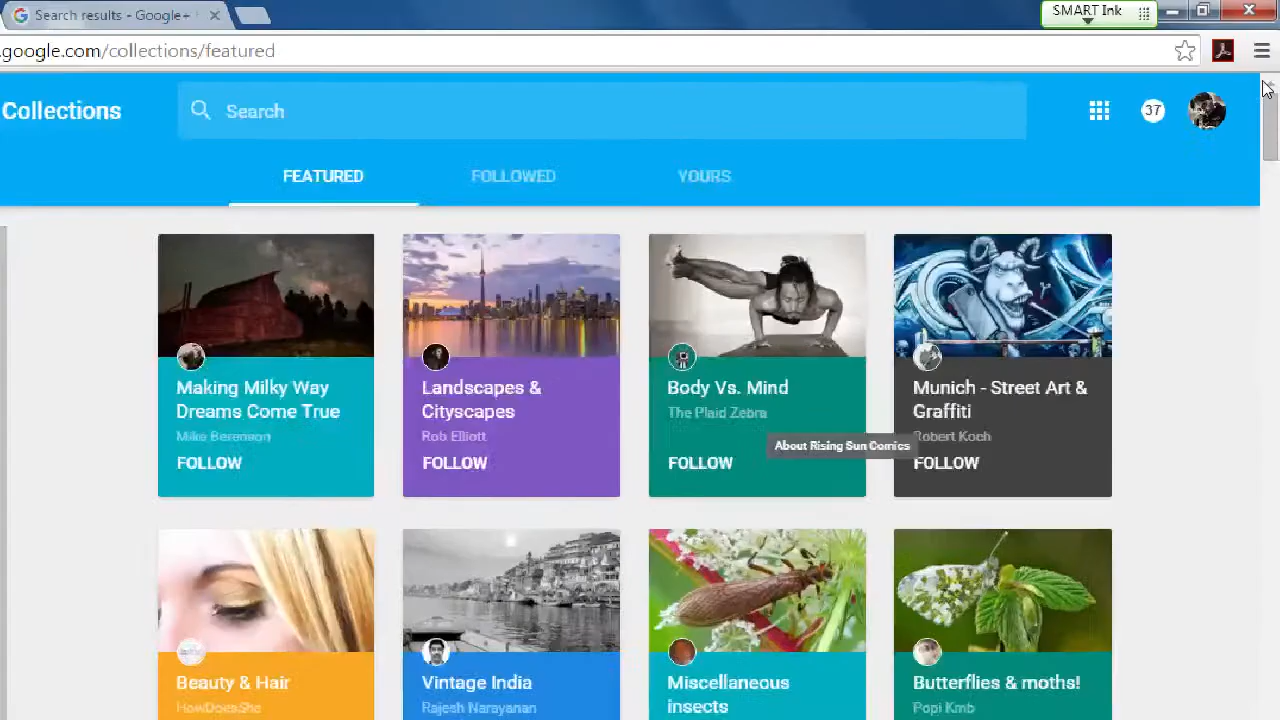 Search results - Google+
SMART Ink
.google.com/collections/featured
Collections
Search
37
FEATURED
FOLLOWED
YOURS
Making Milky Way
Dreams Come True
Mike Berenson
FOLLOW
Landscapes &
Cityscapes
Rob Elliott
FOLLOW
Body Vs. Mind
The Plaid Zebra
FOLLOW
About Rising Sun Comics
Munich - Street Art &
Graffiti
Robert Koch
FOLLOW
Beauty & Hair
HowDoesShe
Vintage India
Rajesh Narayanan
Miscellaneous
insects
Butterflies & moths!
Popi Kmb